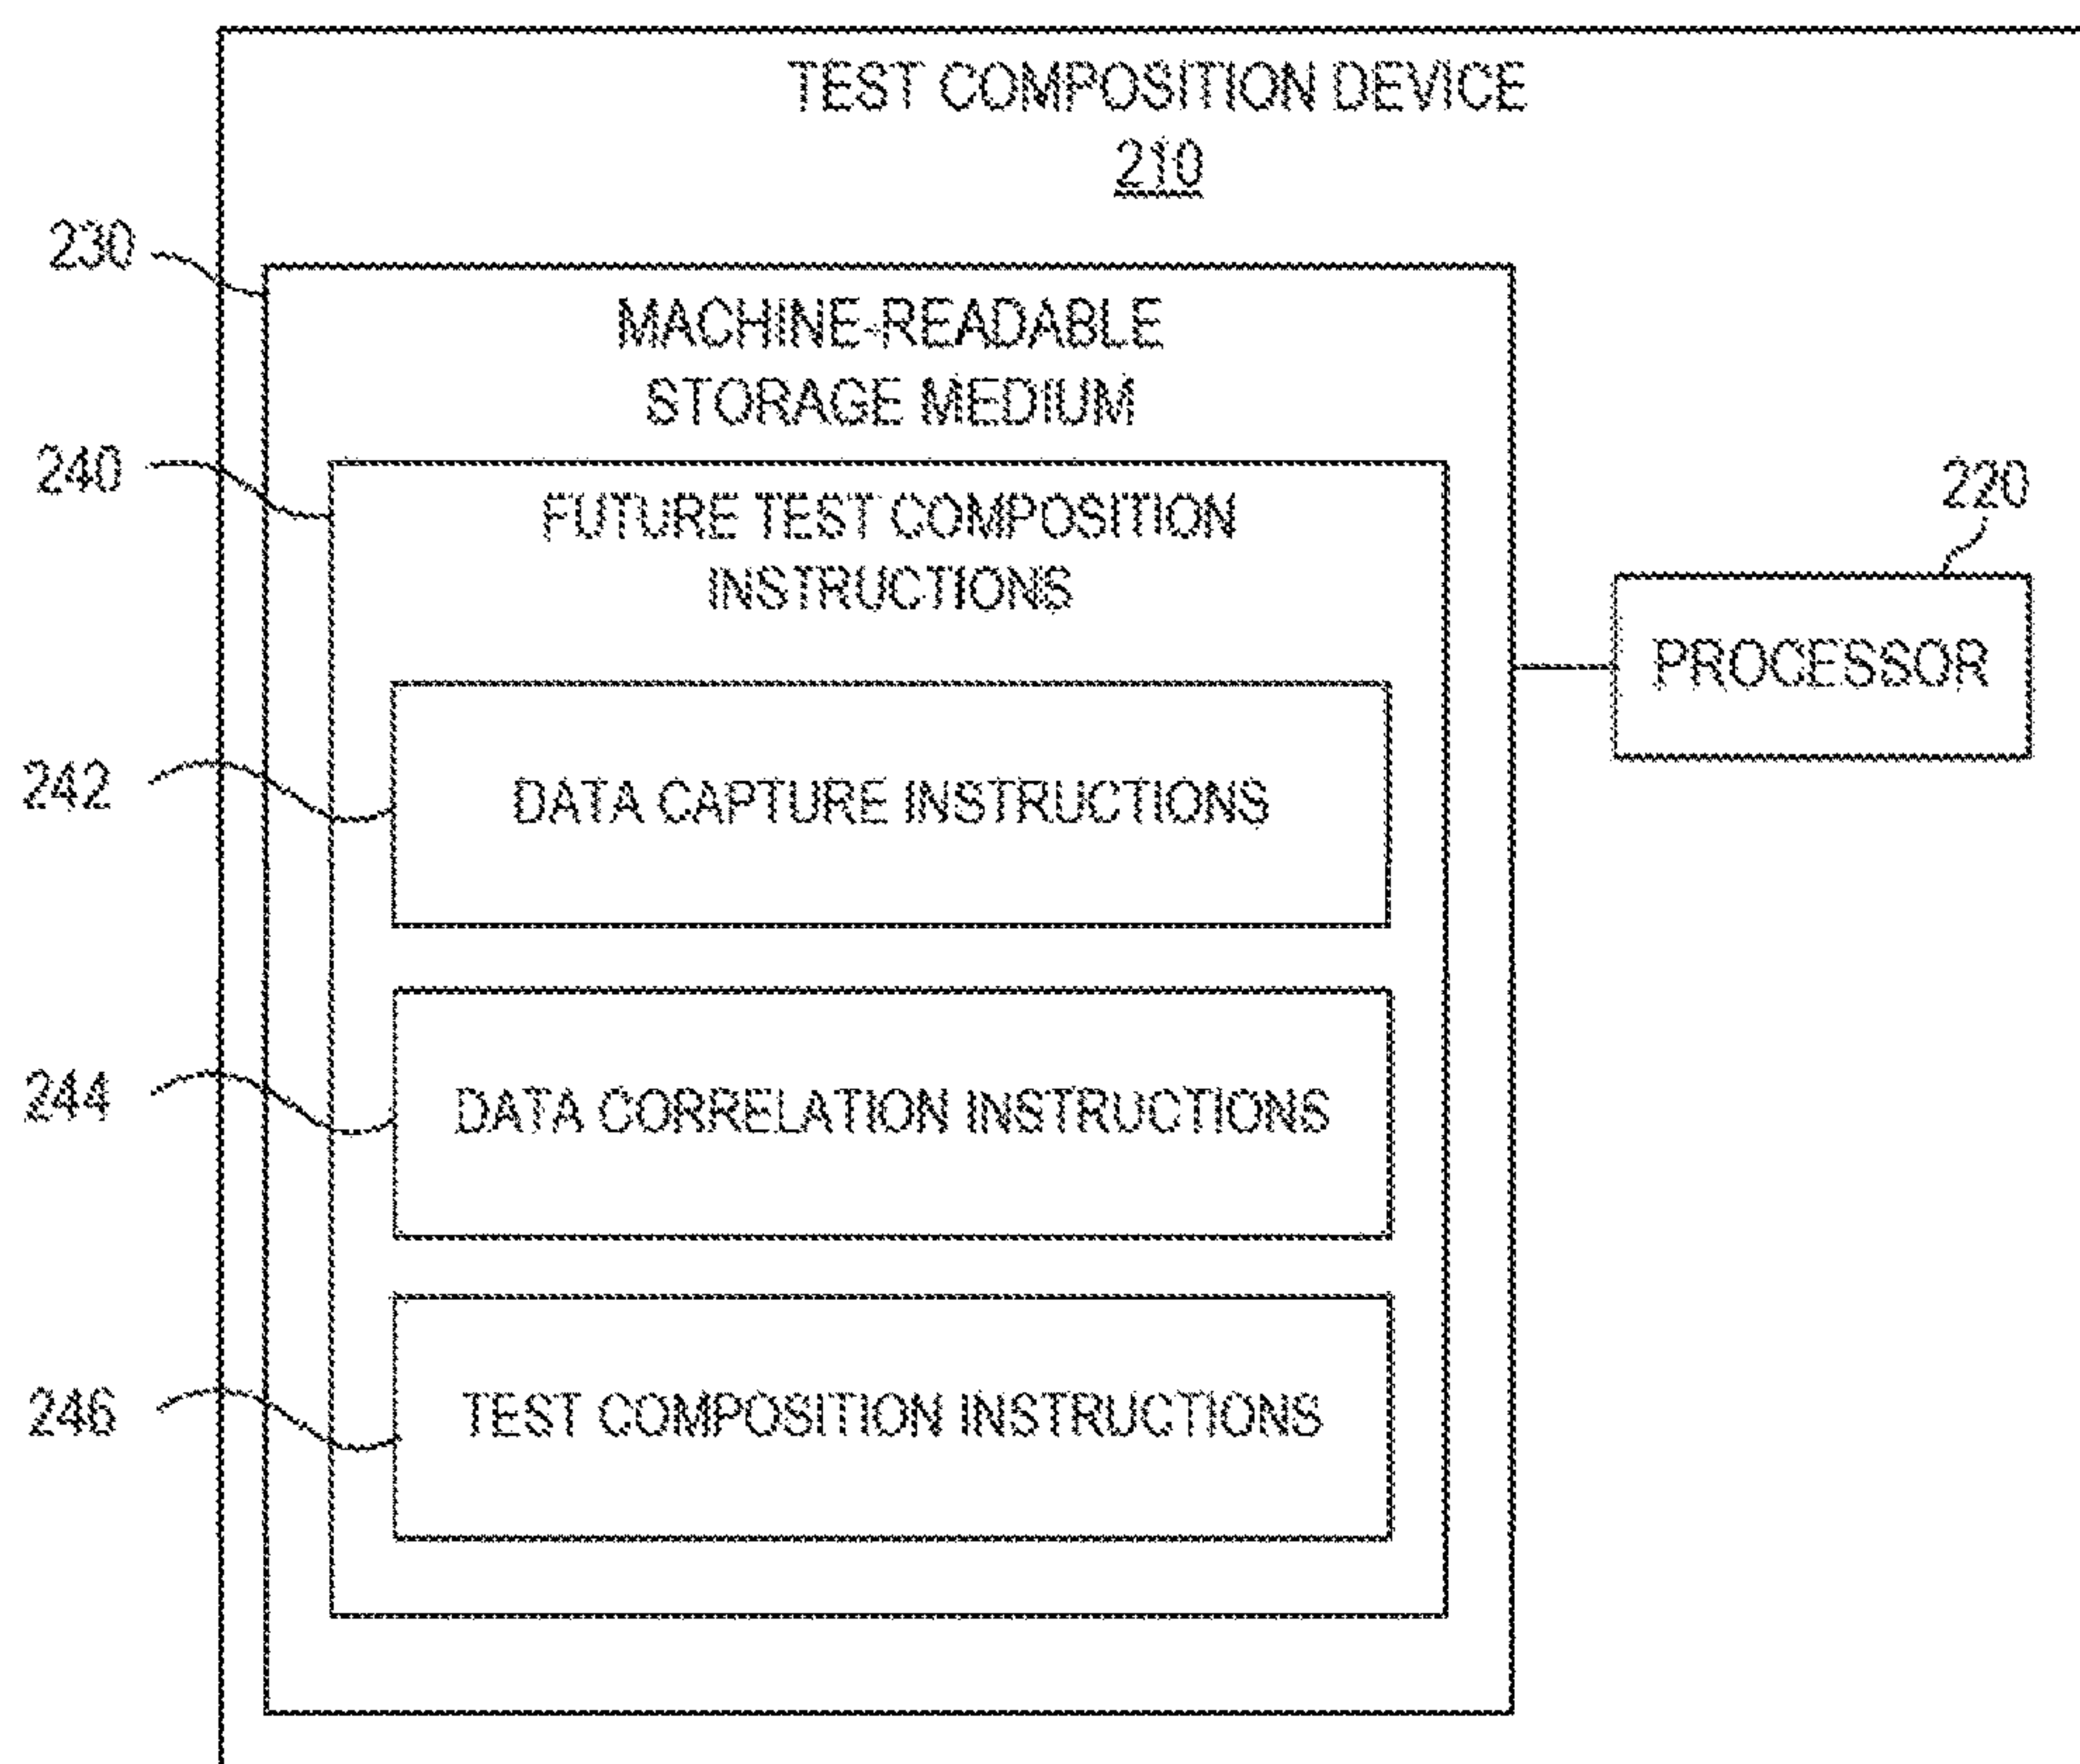 TEST COMPOSITION DEVICE
210
230
MACHINE-READABLE
STORAGE MEDIUM
240
FUTURE TEST COMPOSITION
INSTRUCTIONS
220
PROCESSOR
242
DATA CAPTURE INSTRUCTIONS
244
DATA CORRELATION INSTRUCTIONS
246
TEST COMPOSITION INSTRUCTIONS